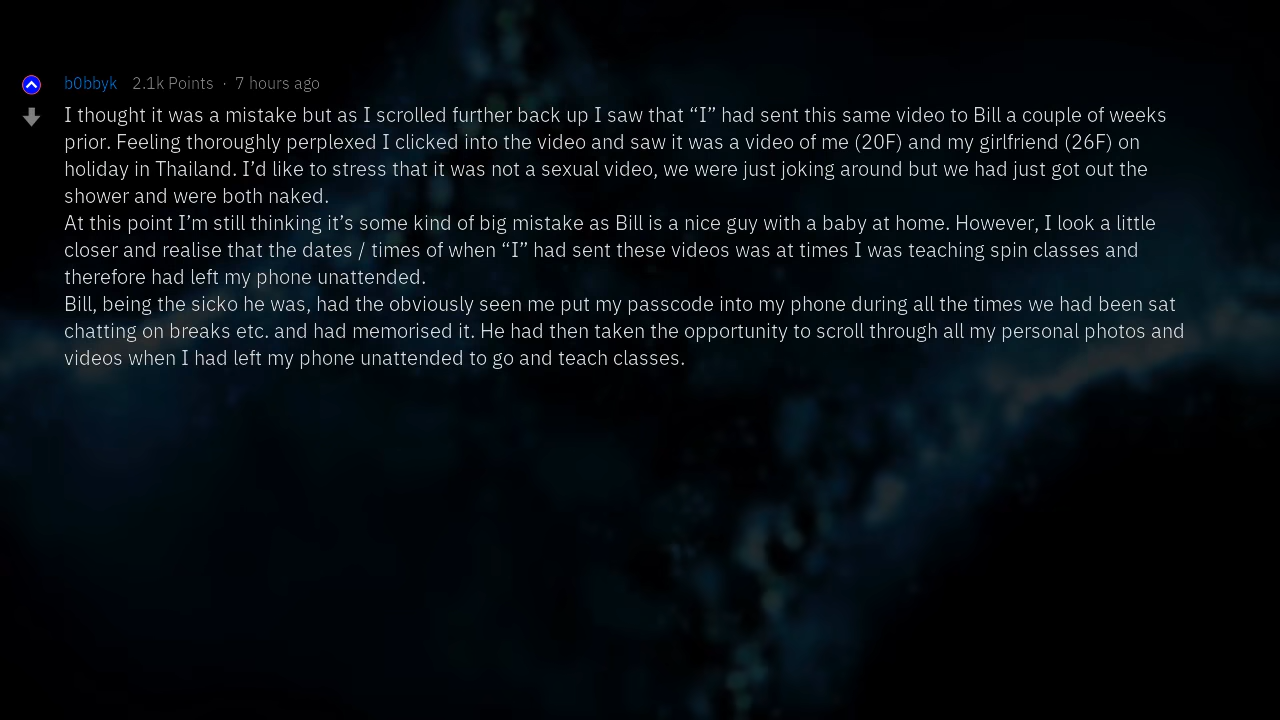 b0bbyk 2.1k Points · 7 hours ago
I thought it was a mistake but as I scrolled further back up I saw that “I” had sent this same video to Bill a couple of weeks
prior. Feeling thoroughly perplexed I clicked into the video and saw it was a video of me (20F) and my girlfriend (26F) on
holiday in Thailand. I’d like to stress that it was not a sexual video, we were just joking around but we had just got out the
shower and were both naked.
At this point I’m still thinking it’s some kind of big mistake as Bill is a nice guy with a baby at home. However, I look a little
closer and realise that the dates / times of when “I” had sent these videos was at times I was teaching spin classes and
therefore had left my phone unattended.
Bill, being the sicko he was, had the obviously seen me put my passcode into my phone during all the times we had been sat
chatting on breaks etc. and had memorised it. He had then taken the opportunity to scroll through all my personal photos and
videos when I had left my phone unattended to go and teach classes.